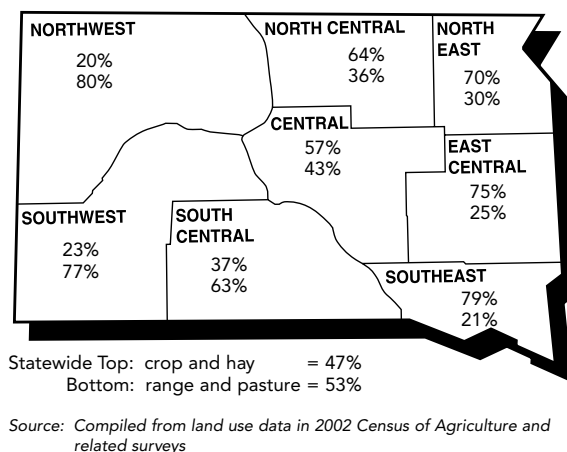 NORTHWEST
20%
80%
NORTH CENTRAL
64%
36%
NORTH
EAST
70%
30%
CENTRAL
57%
43%
EAST
CENTRAL
75%
25%
SOUTHWEST
23%
77%
SOUTH
CENTRAL
37%
63%
SOUTHEAST
79%
21%
Statewide Top: crop and hay = 47%
Bottom: range and pasture = 53%
Source: Compiled from land use data in 2002 Census of Agriculture and
related surveys